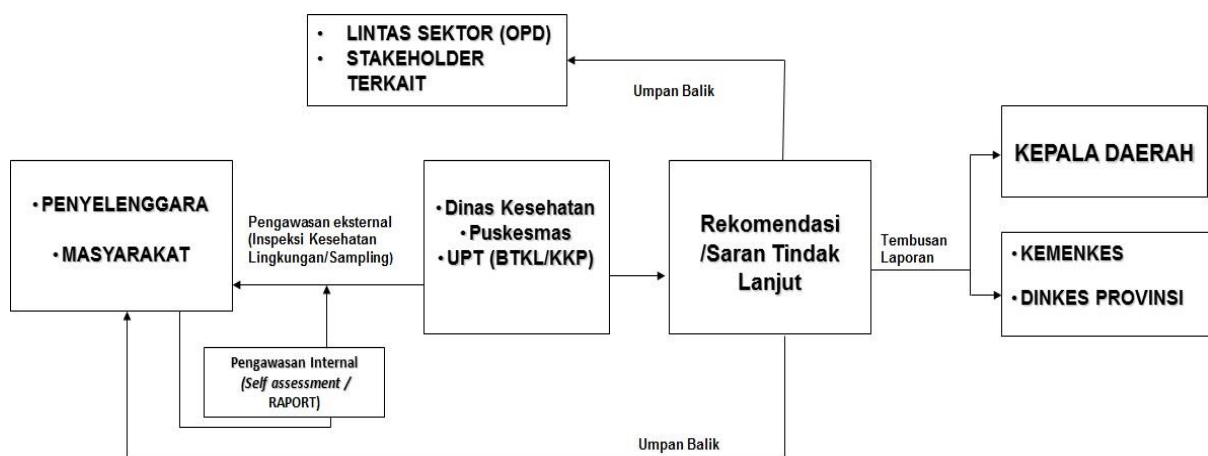 • LINTAS SEKTOR (OPD)
• STAKEHOLDER
TERKAIT
Umpan Balik
• PENYELENGGARA
• MASYARAKAT
Pengawasan eksternal
(Inspeksi Kesehatan
Lingkungan/Sampling)
• Dinas Kesehatan
• Puskesmas
• UPT (BTKL/KKP)
Rekomendasi
/Saran Tindak
Lanjut
Tembusan
Laporan
KEPALA DAERAH
• KEMENKES
• DINKES PROVINSI
Pengawasan Internal
(Self assessment /
RAPORT)
Umpan Balik